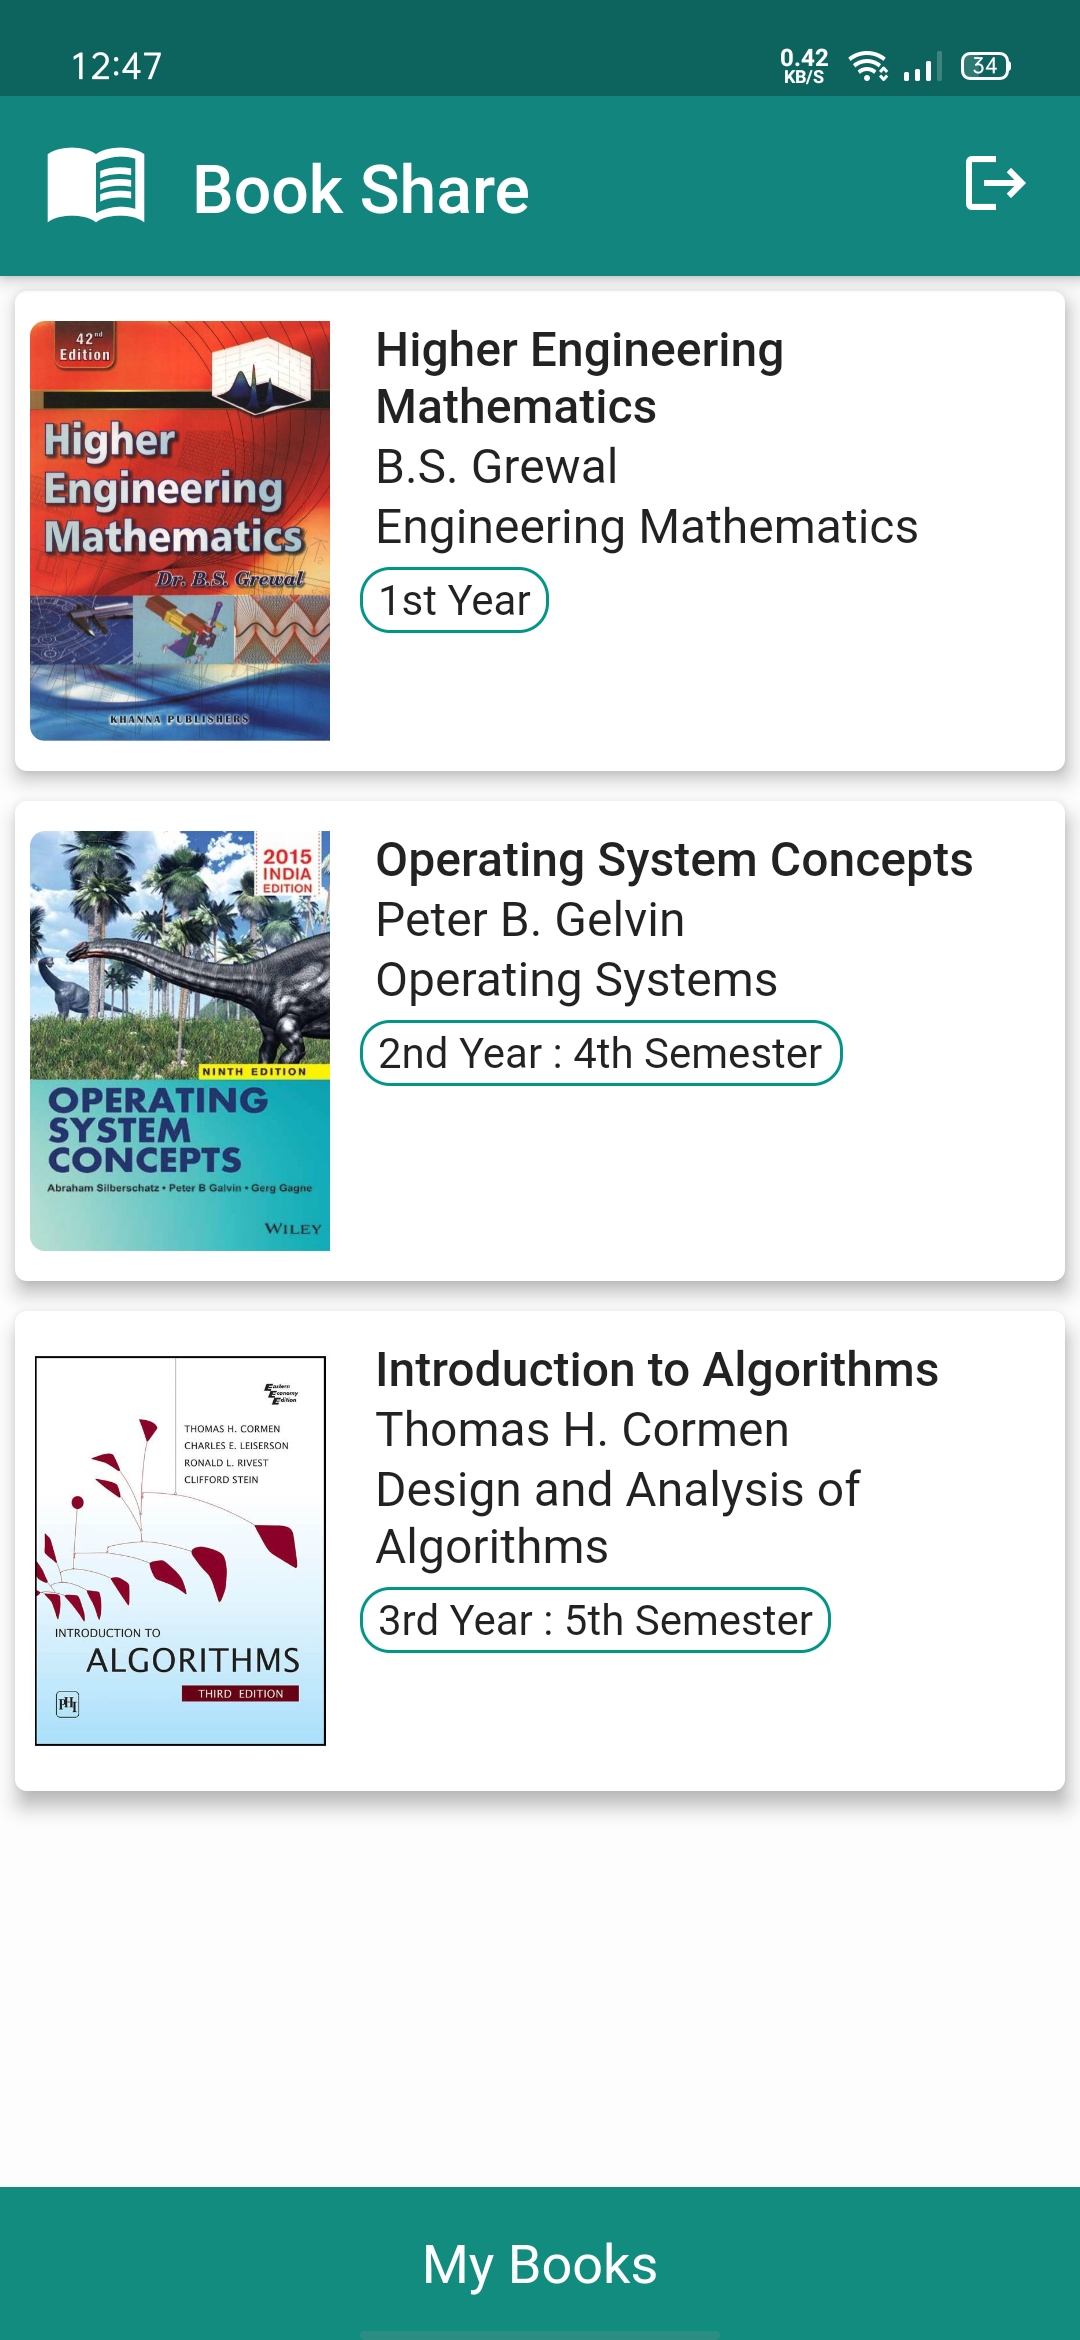 12:47
0.42
KB/S
34
Book Share
42nd
Edition
Higher
Engineering
Mathematics
Dr. B.S. Grewal
KHANNA PUBLISHERS
Higher Engineering
Mathematics
B.S. Grewal
Engineering Mathematics
1st Year
2015
INDIA
EDITION
NINTH EDITION
OPERATING
SYSTEM
CONCEPTS
Abraham Silberschatz • Peter B Galvin • Gerg Gagne
WILEY
Operating System Concepts
Peter B. Gelvin
Operating Systems
2nd Year : 4th Semester
Eastern
Economy
Edition
THOMAS H. CORMEN
CHARLES E. LEISERSON
RONALD L. RIVEST
CLIFFORD STEIN
INTRODUCTION TO
ALGORITHMS
THIRD EDITION
PHI
Introduction to Algorithms
Thomas H. Cormen
Design and Analysis of
Algorithms
3rd Year : 5th Semester
My Books